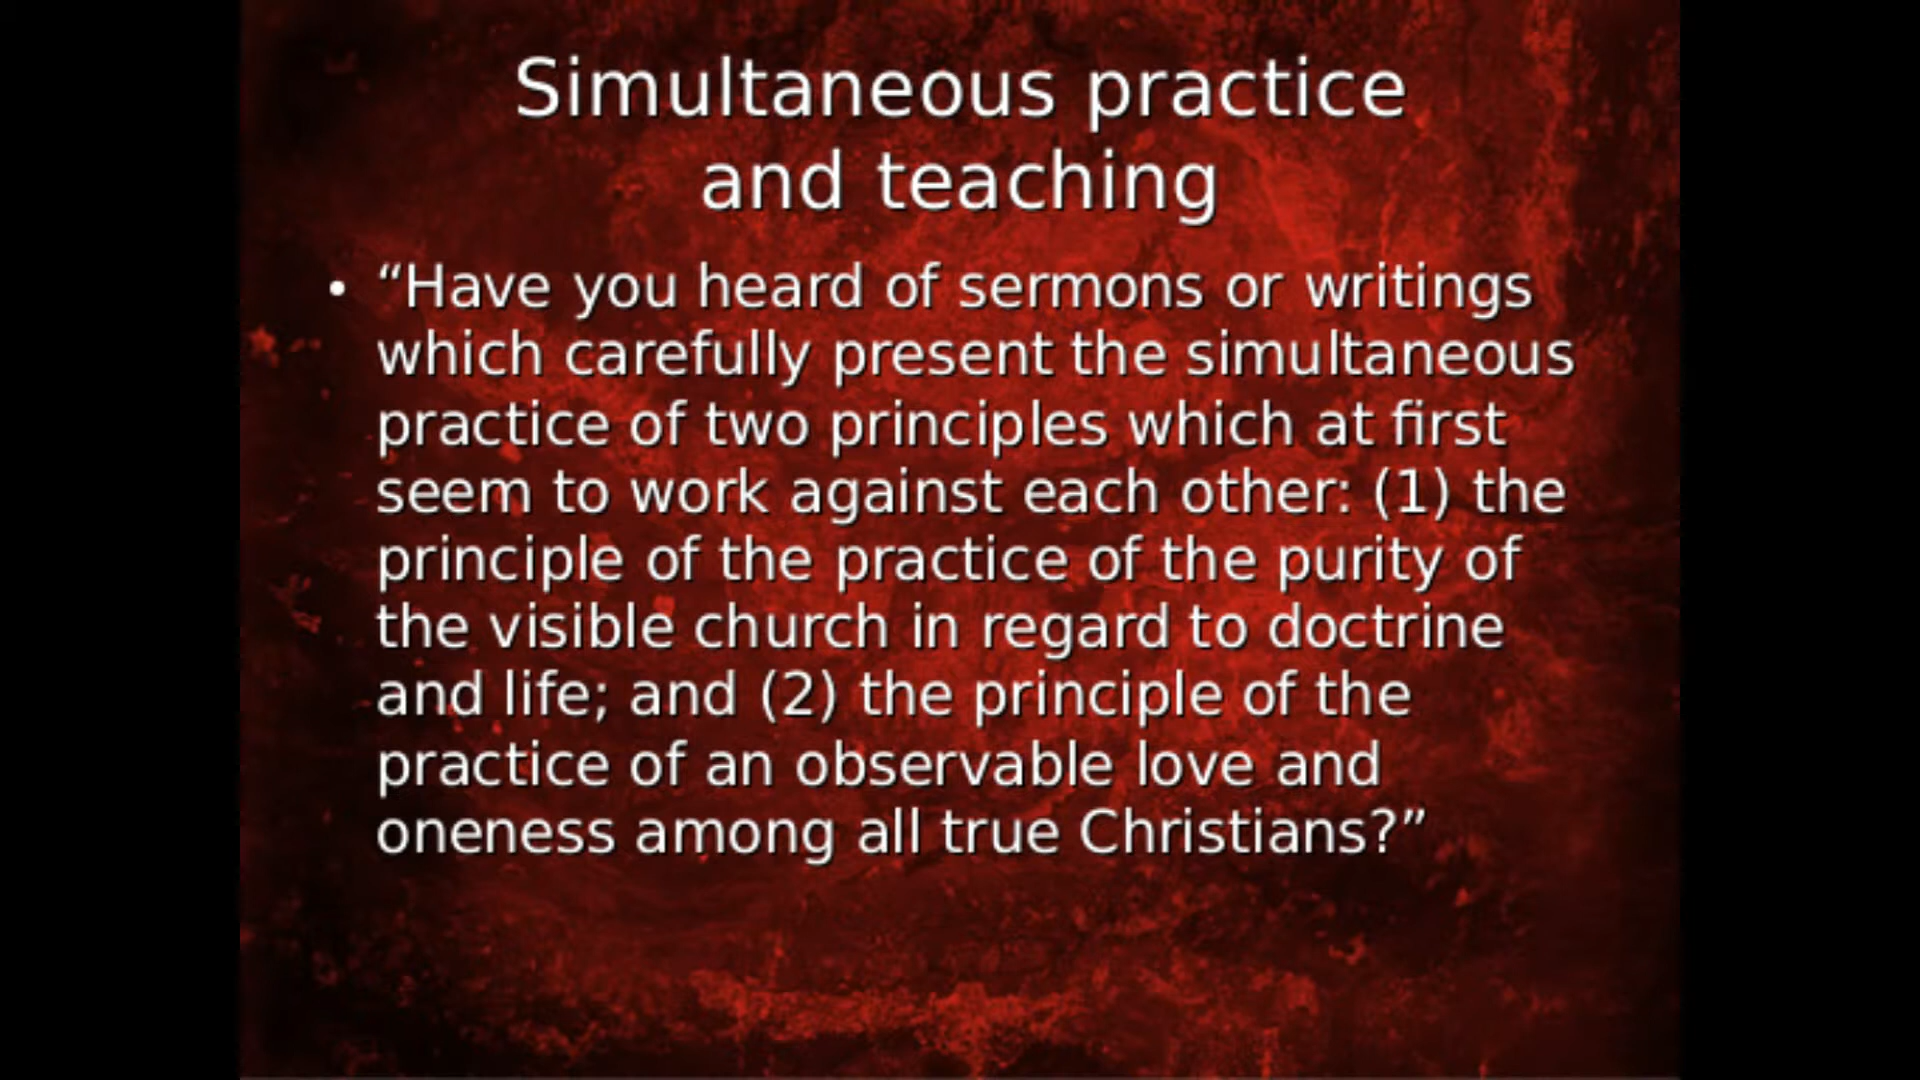 Simultaneous practice
and teaching
• “Have you heard of sermons or writings
which carefully present the simultaneous
practice of two principles which at first
seem to work against each other: (1) the
principle of the practice of the purity of
the visible church in regard to doctrine
and life; and (2) the principle of the
practice of an observable love and
oneness among all true Christians?”